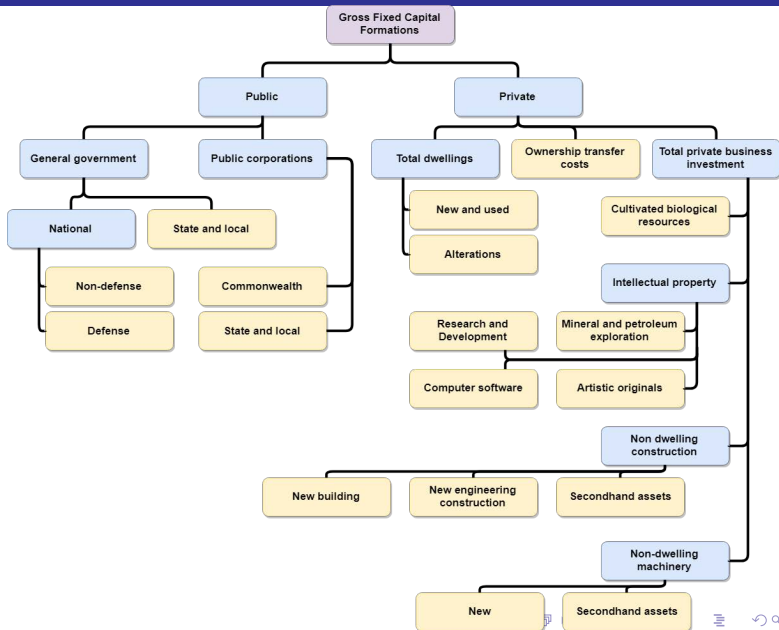 Gross Fixed Capital
Formations
Public
Private
General government
Public corporations
Total dwellings
Ownership transfer
costs
Total private business
investment
National
State and local
New and used
Cultivated biological
resources
Alterations
Non-defense
Commonwealth
Intellectual property
Defense
State and local
Research and
Development
Mineral and petroleum
exploration
Computer software
Artistic originals
Non dwelling
construction
New building
New engineering
construction
Secondhand assets
Non-dwelling
machinery
New
Secondhand assets